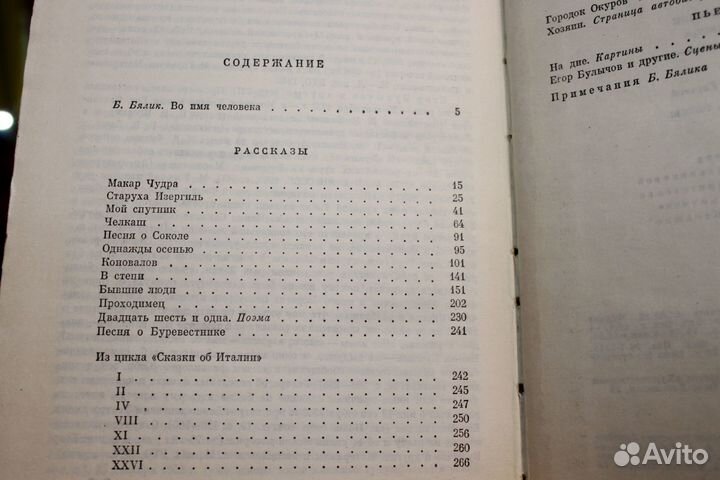 СОДЕРЖАНИЕ
Б. Бялик. Во имя человека . . . . . . . . . . . . . 5
РАССКАЗЫ
Макар Чудра . . . . . . . . . . . . . . . . 15
Старуха Изергиль . . . . . . . . . . . . . . 25
Мой спутник . . . . . . . . . . . . . . . . 41
Челкаш . . . . . . . . . . . . . . . . . . 64
Песня о Соколе . . . . . . . . . . . . . . . 91
Однажды осенью . . . . . . . . . . . . . . . 95
Коновалов . . . . . . . . . . . . . . . . . 101
В степи . . . . . . . . . . . . . . . . . . 141
Бывшие люди . . . . . . . . . . . . . . . . 151
Проходимец . . . . . . . . . . . . . . . . 202
Двадцать шесть и одна. Поэма . . . . . . . . . 230
Песня о Буревестнике . . . . . . . . . . . . 241
Из цикла «Сказки об Италии»
I . . . . . . . . . . . . . . . . . . . 242
II . . . . . . . . . . . . . . . . . . . 245
IV . . . . . . . . . . . . . . . . . . . 247
VIII . . . . . . . . . . . . . . . . . . 250
XI . . . . . . . . . . . . . . . . . . . 256
XXII . . . . . . . . . . . . . . . . . . 260
XXVI . . . . . . . . . . . . . . . . . . 266
Городок Окуров
Хозяин. Страница автоби
ПЬЕ
На дне. Картины . . . .
Егор Булычов и другие. Сцены
Примечания Б. Бялика
Avito